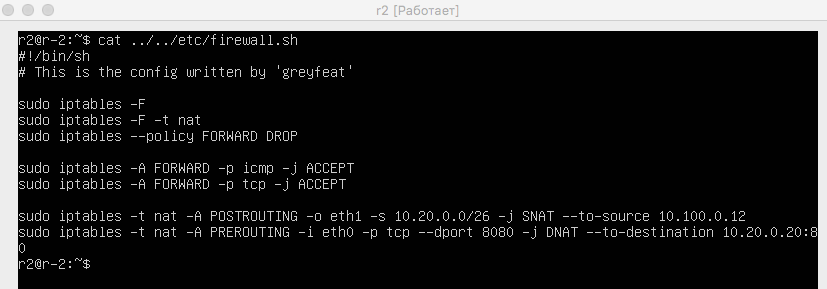 r2 [Работает]
r2@r-2:~$ cat ../../etc/firewall.sh
#!/bin/sh
# This is the config written by 'greyfeat'
sudo iptables -F
sudo iptables -F -t nat
sudo iptables --policy FORWARD DROP
sudo iptables -A FORWARD -p icmp -j ACCEPT
sudo iptables -A FORWARD -p tcp -j ACCEPT
sudo iptables -t nat -A POSTROUTING -o eth1 -s 10.20.0.0/26 -j SNAT --to-source 10.100.0.12
sudo iptables -t nat -A PREROUTING -i eth0 -p tcp --dport 8080 -j DNAT --to-destination 10.20.0.20:8
0
r2@r-2:~$